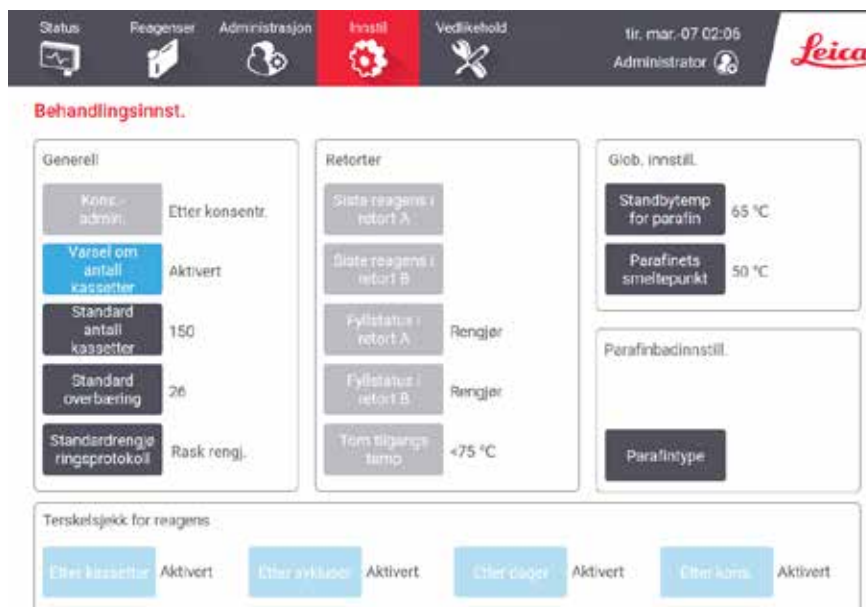 Status Reagenser Administrasjon Innstil Vedlikehold
tir. mar.-07 02:06
Administrator
Leica
Behandlingsinnst.
Generell
Kons.-
admin.
Etter konsentr.
Varsel om
antall
kassetter
Aktivert
Standard
antall
kassetter
150
Standard
overbæring
26
Standardrengjø
ringsprotokoll
Rask rengj.
Retorter
Siste reagens i
retort A
Siste reagens i
retort B
Fyllstatus i
retort A
Rengjør
Fyllstatus i
retort B
Rengjør
Tom tilgangs
temp
<75 °C
Glob. innstill.
Standbytemp
for parafin
65 °C
Parafinets
smeltepunkt
50 °C
Parafinbadinnstill.
Parafintype
Terskelsjekk for reagens
Etter kassetter Aktivert Etter sykluser Aktivert Etter dager Aktivert Etter kons. Aktivert